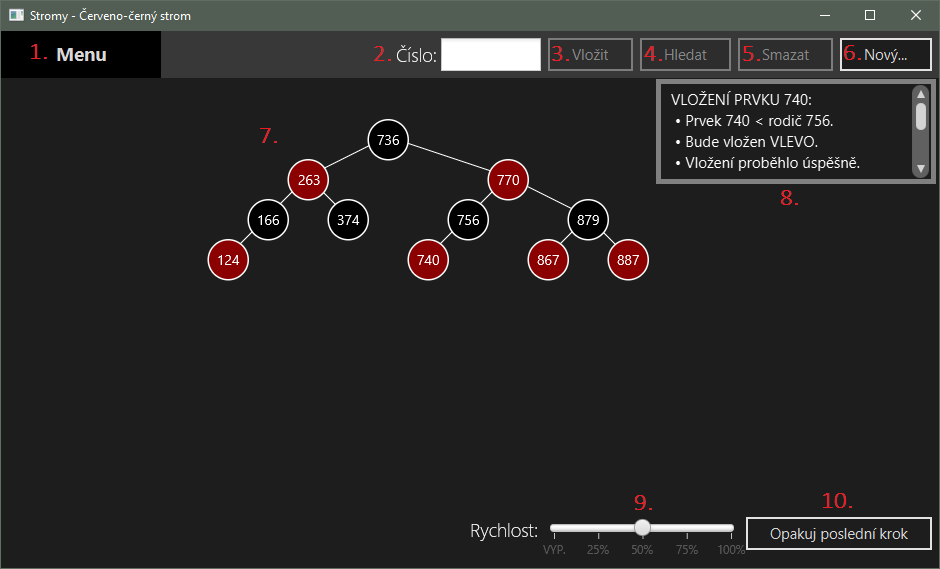 Stromy - Červeno-černý strom
1. Menu
2. Číslo:
3. Vložit
4. Hledat
5. Smazat
6. Nový...
VLOŽENÍ PRVKU 740:
• Prvek 740 < rodič 756.
• Bude vložen VLEVO.
• Vložení proběhlo úspěšně.
7.
8.
736
263
770
166
374
756
879
124
740
867
887
9.
10.
Rychlost:
VYP. 25% 50% 75% 100%
Opakuj poslední krok